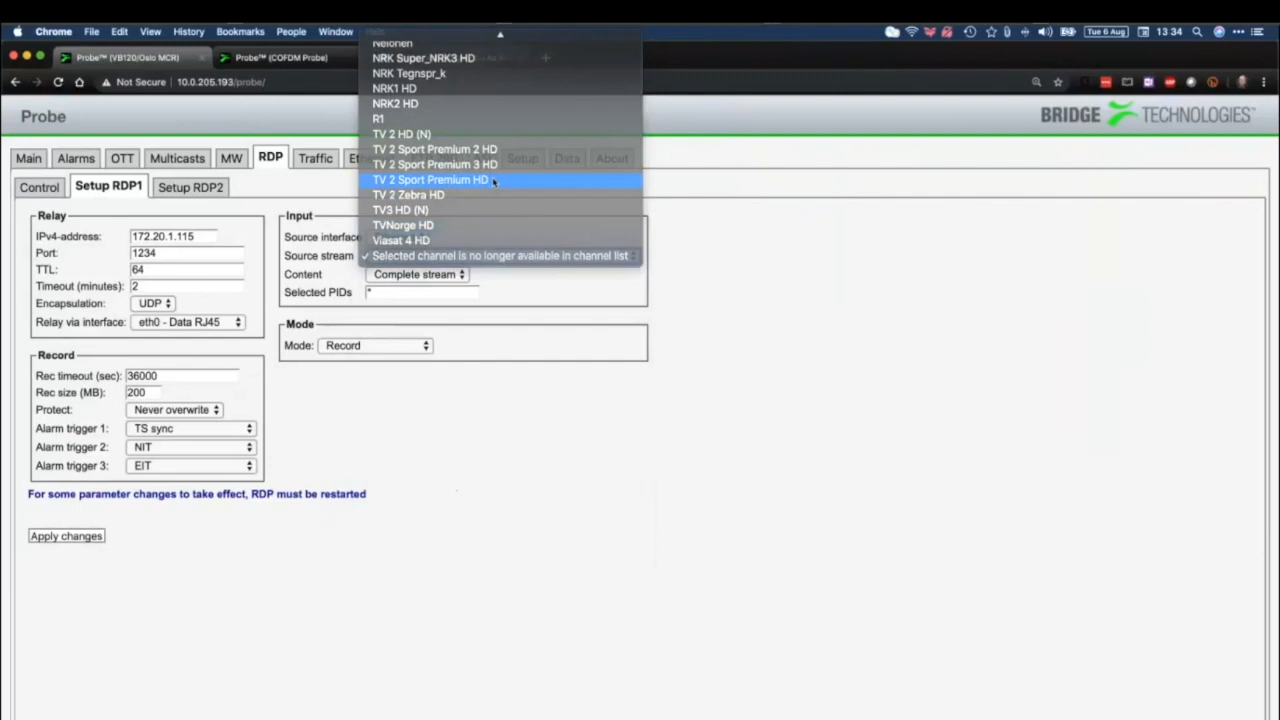 Chrome File Edit View History Bookmarks People Window
Tue 6 Aug 13 34
Probe™ (VB120/Oslo MCR) Probe™ (COFDM Probe)
Not Secure 10.0.205.193/probe/
Probe
BRIDGE TECHNOLOGIES
Main Alarms OTT Multicasts MW RDP Traffic Setup Data About
Control Setup RDP1 Setup RDP2
Nelonen
NRK Super_NRK3 HD
NRK Tegnspr_k
NRK1 HD
NRK2 HD
R1
TV 2 HD (N)
TV 2 Sport Premium 2 HD
TV 2 Sport Premium 3 HD
TV 2 Sport Premium HD
TV 2 Zebra HD
TV3 HD (N)
TVNorge HD
Viasat 4 HD
✓ Selected channel is no longer available in channel list
Relay
IPv4-address: 172.20.1.115
Port: 1234
TTL: 64
Timeout (minutes): 2
Encapsulation: UDP
Relay via interface: eth0 - Data RJ45
Input
Source interface
Source stream
Content Complete stream
Selected PIDs *
Mode
Mode: Record
Record
Rec timeout (sec): 36000
Rec size (MB): 200
Protect: Never overwrite
Alarm trigger 1: TS sync
Alarm trigger 2: NIT
Alarm trigger 3: EIT
For some parameter changes to take effect, RDP must be restarted
Apply changes